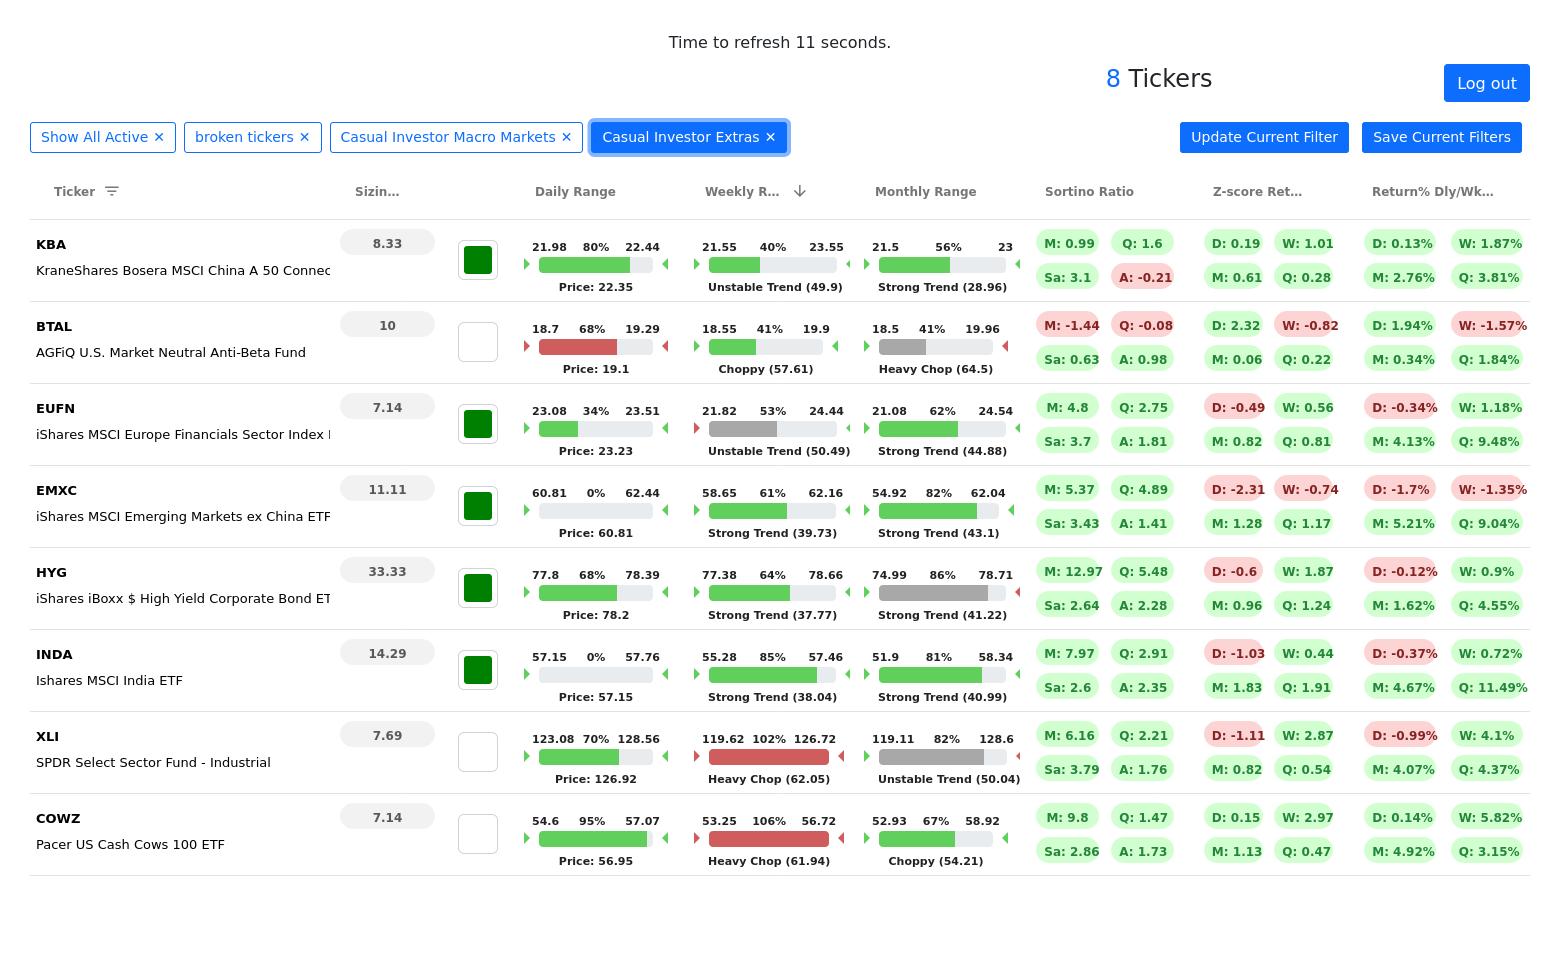 Time to refresh 11 seconds.
8 Tickers
Log out
Show All Active ✕ broken tickers ✕ Casual Investor Macro Markets ✕ Casual Investor Extras ✕ Update Current Filter Save Current Filters
Ticker Sizin... Daily Range Weekly R... Monthly Range Sortino Ratio Z-score Ret... Return% Dly/Wk...
KBA 8.33 21.98 80% 22.44 21.55 40% 23.55 21.5 56% 23 M: 0.99 Q: 1.6 D: 0.19 W: 1.01 D: 0.13% W: 1.87%
KraneShares Bosera MSCI China A 50 Connec Sa: 3.1 A: -0.21 M: 0.61 Q: 0.28 M: 2.76% Q: 3.81%
Price: 22.35 Unstable Trend (49.9) Strong Trend (28.96)
BTAL 10 18.7 68% 19.29 18.55 41% 19.9 18.5 41% 19.96 M: -1.44 Q: -0.08 D: 2.32 W: -0.82 D: 1.94% W: -1.57%
AGFiQ U.S. Market Neutral Anti-Beta Fund Sa: 0.63 A: 0.98 M: 0.06 Q: 0.22 M: 0.34% Q: 1.84%
Price: 19.1 Choppy (57.61) Heavy Chop (64.5)
EUFN 7.14 23.08 34% 23.51 21.82 53% 24.44 21.08 62% 24.54 M: 4.8 Q: 2.75 D: -0.49 W: 0.56 D: -0.34% W: 1.18%
iShares MSCI Europe Financials Sector Index Sa: 3.7 A: 1.81 M: 0.82 Q: 0.81 M: 4.13% Q: 9.48%
Price: 23.23 Unstable Trend (50.49) Strong Trend (44.88)
EMXC 11.11 60.81 0% 62.44 58.65 61% 62.16 54.92 82% 62.04 M: 5.37 Q: 4.89 D: -2.31 W: -0.74 D: -1.7% W: -1.35%
iShares MSCI Emerging Markets ex China ETF Sa: 3.43 A: 1.41 M: 1.28 Q: 1.17 M: 5.21% Q: 9.04%
Price: 60.81 Strong Trend (39.73) Strong Trend (43.1)
HYG 33.33 77.8 68% 78.39 77.38 64% 78.66 74.99 86% 78.71 M: 12.97 Q: 5.48 D: -0.6 W: 1.87 D: -0.12% W: 0.9%
iShares iBoxx $ High Yield Corporate Bond ET Sa: 2.64 A: 2.28 M: 0.96 Q: 1.24 M: 1.62% Q: 4.55%
Price: 78.2 Strong Trend (37.77) Strong Trend (41.22)
INDA 14.29 57.15 0% 57.76 55.28 85% 57.46 51.9 81% 58.34 M: 7.97 Q: 2.91 D: -1.03 W: 0.44 D: -0.37% W: 0.72%
Ishares MSCI India ETF Sa: 2.6 A: 2.35 M: 1.83 Q: 1.91 M: 4.67% Q: 11.49%
Price: 57.15 Strong Trend (38.04) Strong Trend (40.99)
XLI 7.69 123.08 70% 128.56 119.62 102% 126.72 119.11 82% 128.6 M: 6.16 Q: 2.21 D: -1.11 W: 2.87 D: -0.99% W: 4.1%
SPDR Select Sector Fund - Industrial Sa: 3.79 A: 1.76 M: 0.82 Q: 0.54 M: 4.07% Q: 4.37%
Price: 126.92 Heavy Chop (62.05) Unstable Trend (50.04)
COWZ 7.14 54.6 95% 57.07 53.25 106% 56.72 52.93 67% 58.92 M: 9.8 Q: 1.47 D: 0.15 W: 2.97 D: 0.14% W: 5.82%
Pacer US Cash Cows 100 ETF Sa: 2.86 A: 1.73 M: 1.13 Q: 0.47 M: 4.92% Q: 3.15%
Price: 56.95 Heavy Chop (61.94) Choppy (54.21)